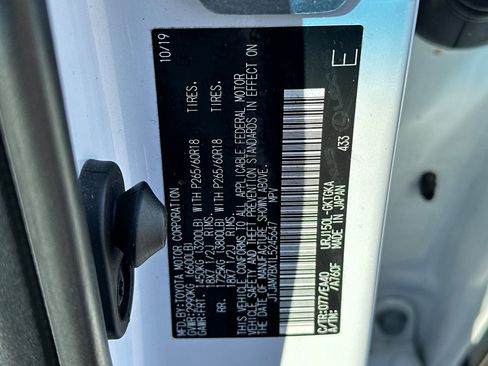 MFD. BY: TOYOTA MOTOR CORPORATION 10/19
GVWR: 2990KG (6600LB)
GAWR:FRT. 1450KG (3200LB) WITH P265/60R18 TIRES,
18X7 1/2J RIMS,
RR. 1725KG (3800LB) WITH P265/60R18 TIRES,
18X7 1/2J RIMS,
THIS VEHICLE CONFORMS TO ALL APPLICABLE FEDERAL MOTOR
VEHICLE SAFETY AND THEFT PREVENTION STANDARDS IN EFFECT ON
THE DATE OF MANUFACTURE SHOWN ABOVE.
JTJAM7BX1L5245647 MPV
C/TR:077/EA40 URJ150L-GKTGKA
A/TM: /A760F MADE IN JAPAN
433
E